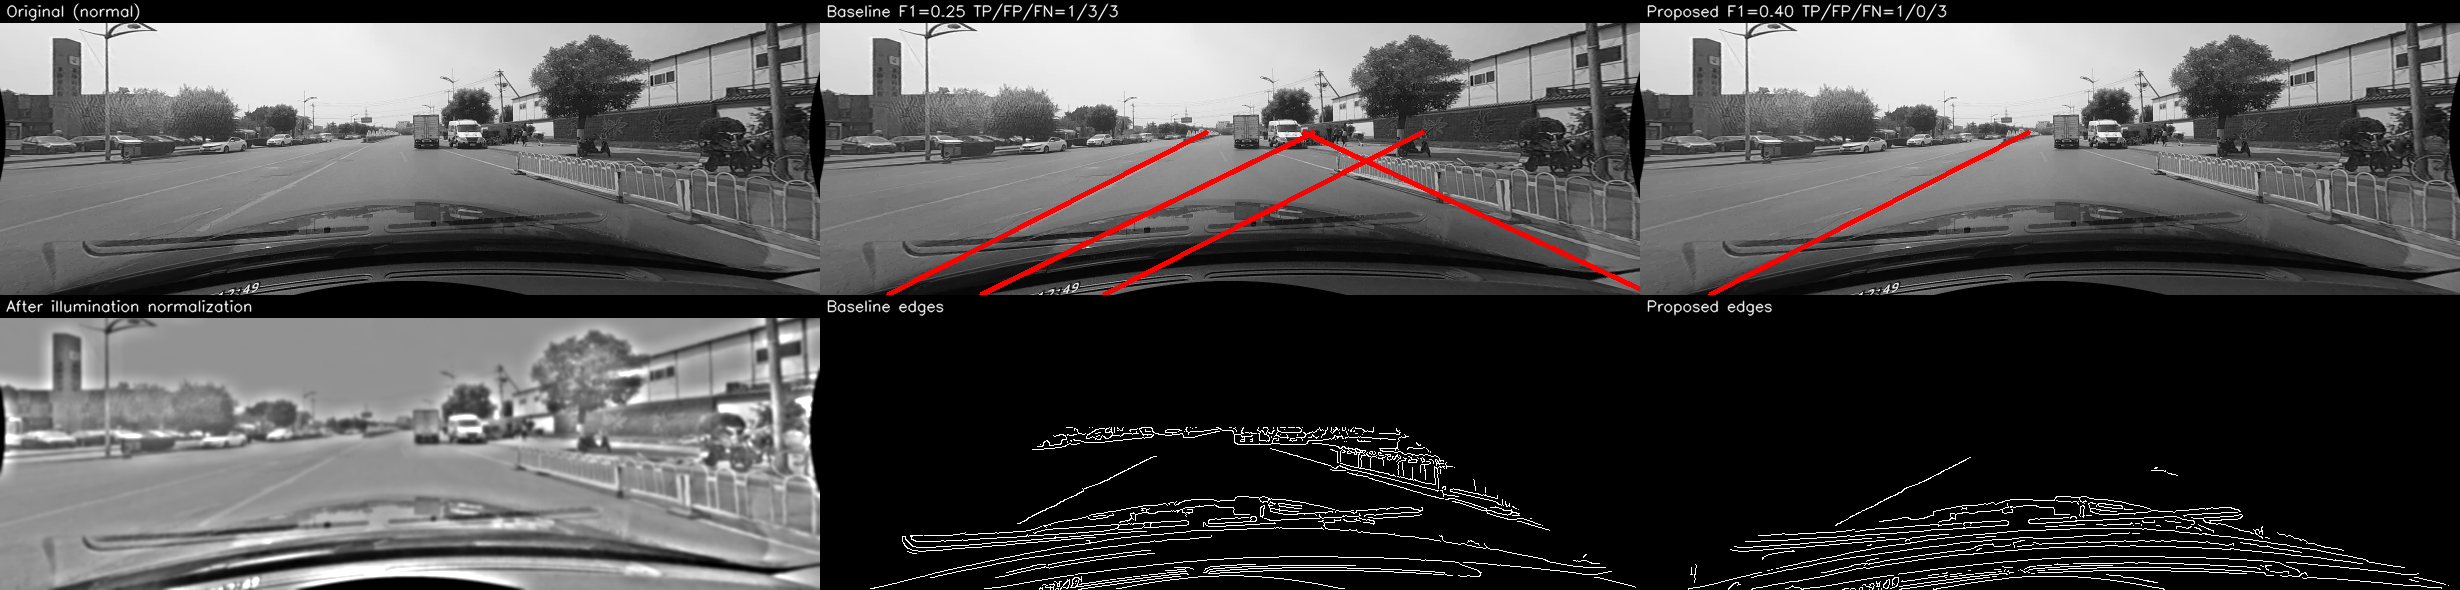 Original (normal)
Baseline F1=0.25 TP/FP/FN=1/3/3
Proposed F1=0.40 TP/FP/FN=1/0/3
After illumination normalization
Baseline edges
Proposed edges